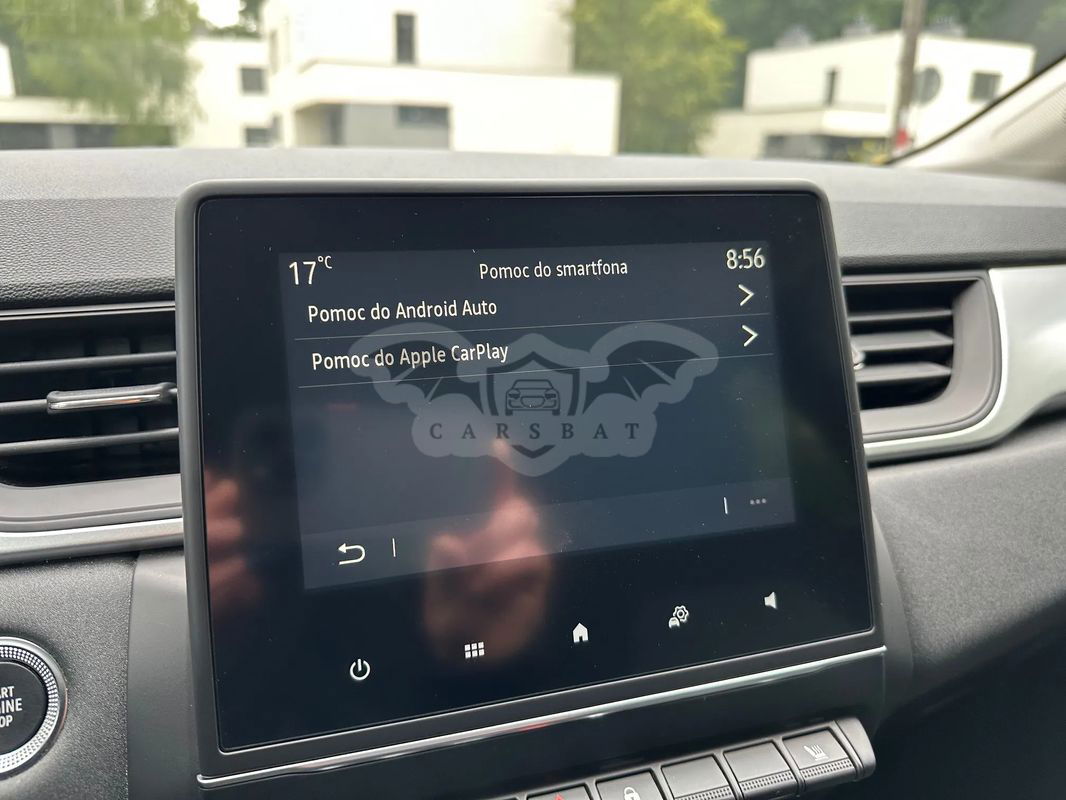 17°C
Pomoc do smartfona
8:56
Pomoc do Android Auto
Pomoc do Apple CarPlay
CARSBAT